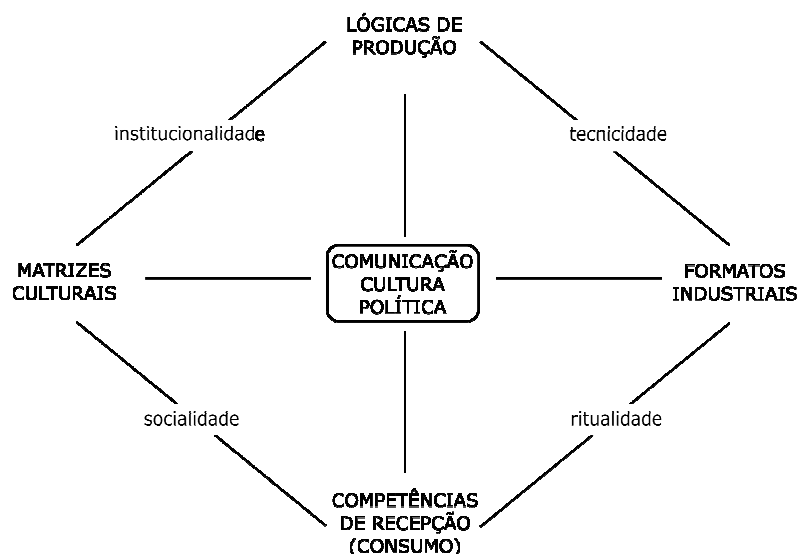 LÓGICAS DE
PRODUÇÃO
institucionalidade
tecnicidade
MATRIZES
CULTURAIS
COMUNICAÇÃO
CULTURA
POLÍTICA
FORMATOS
INDUSTRIAIS
socialidade
ritualidade
COMPETÊNCIAS
DE RECEPÇÃO
(CONSUMO)